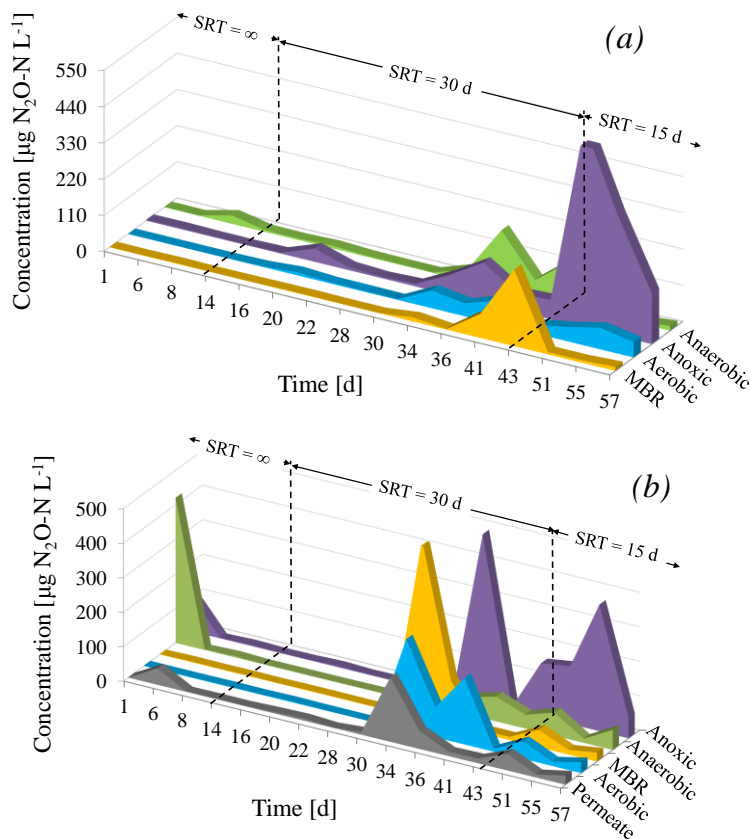 (a)
SRT = ∞
SRT = 30 d
SRT = 15 d
Concentration [µg N₂O-N L⁻¹]
550
440
330
220
110
0
1
6
8
14
16
20
22
28
30
34
36
41
43
51
55
57
Time [d]
Anaerobic
Anoxic
Aerobic
MBR
(b)
SRT = ∞
SRT = 30 d
SRT = 15 d
Concentration [µg N₂O-N L⁻¹]
500
400
300
200
100
0
1
6
8
14
16
20
22
28
30
34
36
41
43
51
55
57
Time [d]
Anoxic
Anaerobic
MBR
Aerobic
Permeate